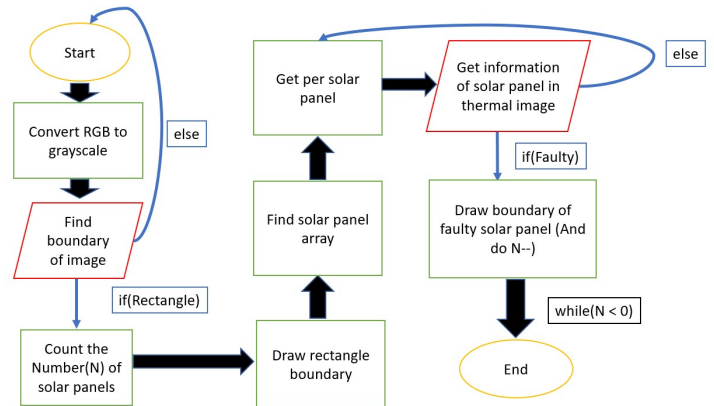 Start
Convert RGB to
grayscale
else
Find
boundary
of image
if(Rectangle)
Count the
Number(N) of
solar panels
Draw rectangle
boundary
Find solar panel
array
Get per solar
panel
Get information
of solar panel in
thermal image
else
if(Faulty)
Draw boundary of
faulty solar panel (And
do N--)
while(N < 0)
End